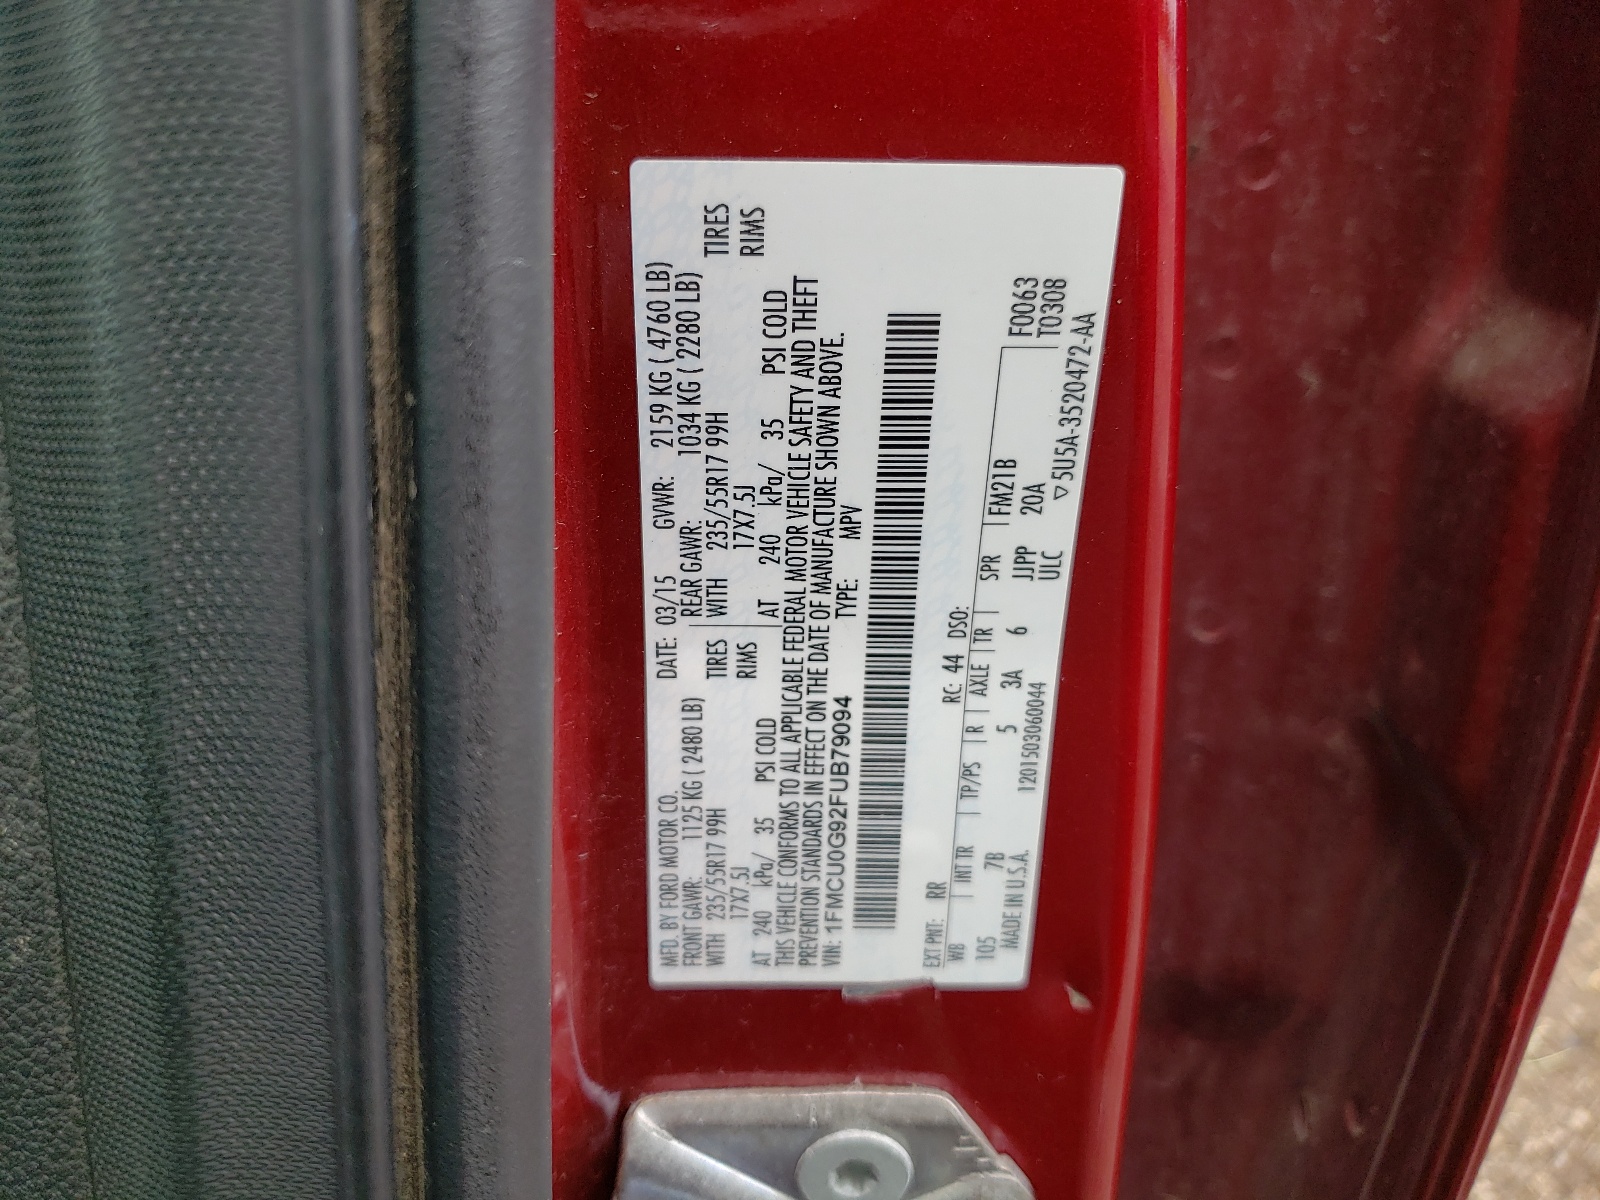 MFD. BY FORD MOTOR CO.
DATE: 03/15 GVWR: 2159 KG ( 4760 LB)
FRONT GAWR: 1125 KG ( 2480 LB) REAR GAWR: 1034 KG ( 2280 LB)
WITH 235/55R17 99H TIRES WITH 235/55R17 99H TIRES
17X7.5J RIMS 17X7.5J RIMS
AT 240 kPa/ 35 PSI COLD AT 240 kPa/ 35 PSI COLD
THIS VEHICLE CONFORMS TO ALL APPLICABLE FEDERAL MOTOR VEHICLE SAFETY AND THEFT
PREVENTION STANDARDS IN EFFECT ON THE DATE OF MANUFACTURE SHOWN ABOVE.
VIN: 1FMCU0G92FUB79094 TYPE: MPV
EXT PNT: RR RC: 44 DSO:
WB INT TR TP/PS R AXLE TR SPR F0063
105 7B 5 3A 6 JJPP FM21B T0308
MADE IN U.S.A. 1201503060044 ULC 20A
▽5U5A-3520472-AA